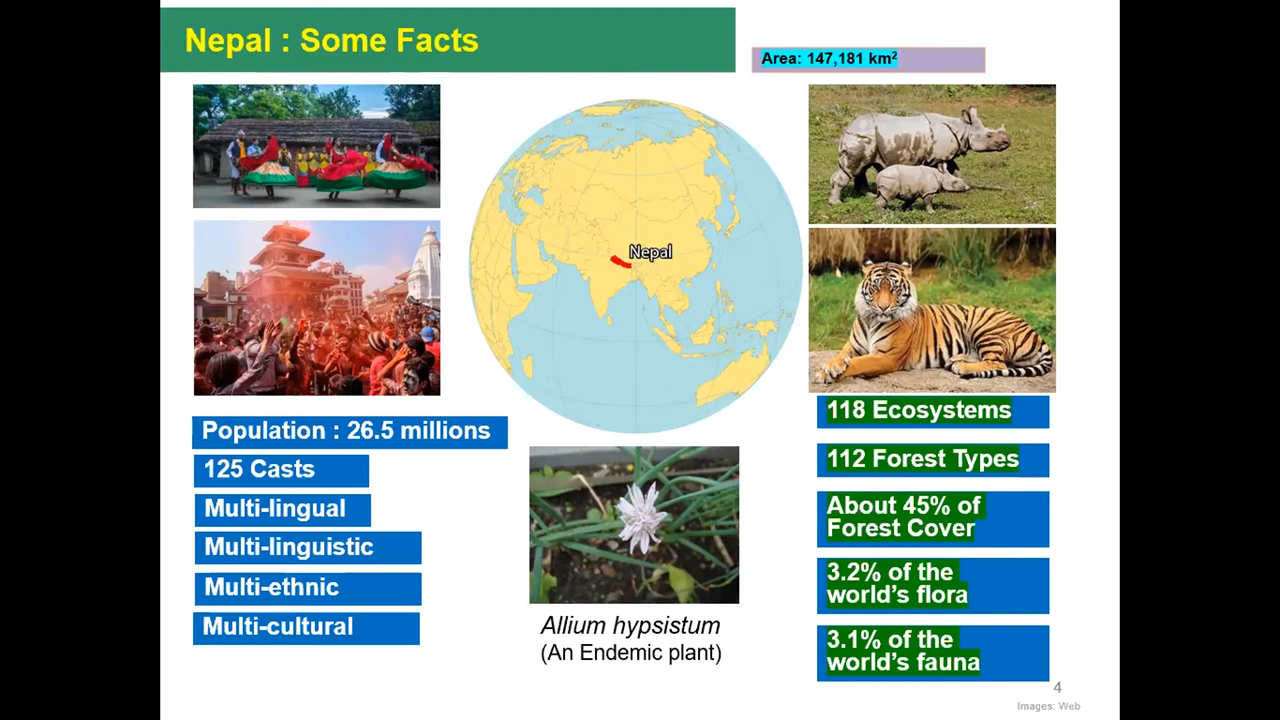 Nepal : Some Facts
Area: 147,181 km²
Nepal
Population : 26.5 millions
125 Casts
Multi-lingual
Multi-linguistic
Multi-ethnic
Multi-cultural
Allium hypsistum
(An Endemic plant)
118 Ecosystems
112 Forest Types
About 45% of
Forest Cover
3.2% of the
world’s flora
3.1% of the
world’s fauna
4
Images: Web